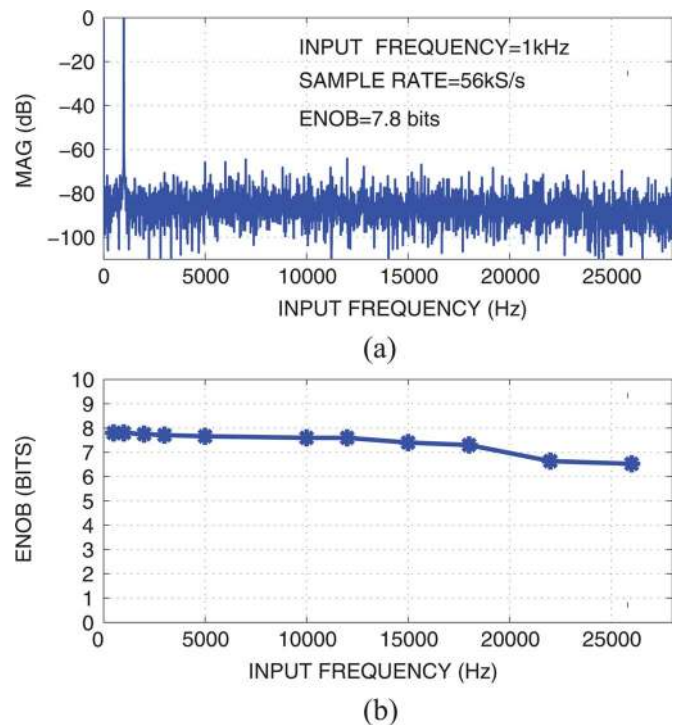 0
−20
−40
−60
−80
−100
MAG (dB)
INPUT FREQUENCY=1kHz
SAMPLE RATE=56kS/s
ENOB=7.8 bits
0 5000 10000 15000 20000 25000
INPUT FREQUENCY (Hz)
(a)
10
9
8
7
6
5
4
3
2
1
0
ENOB (BITS)
0 5000 10000 15000 20000 25000
INPUT FREQUENCY (Hz)
(b)